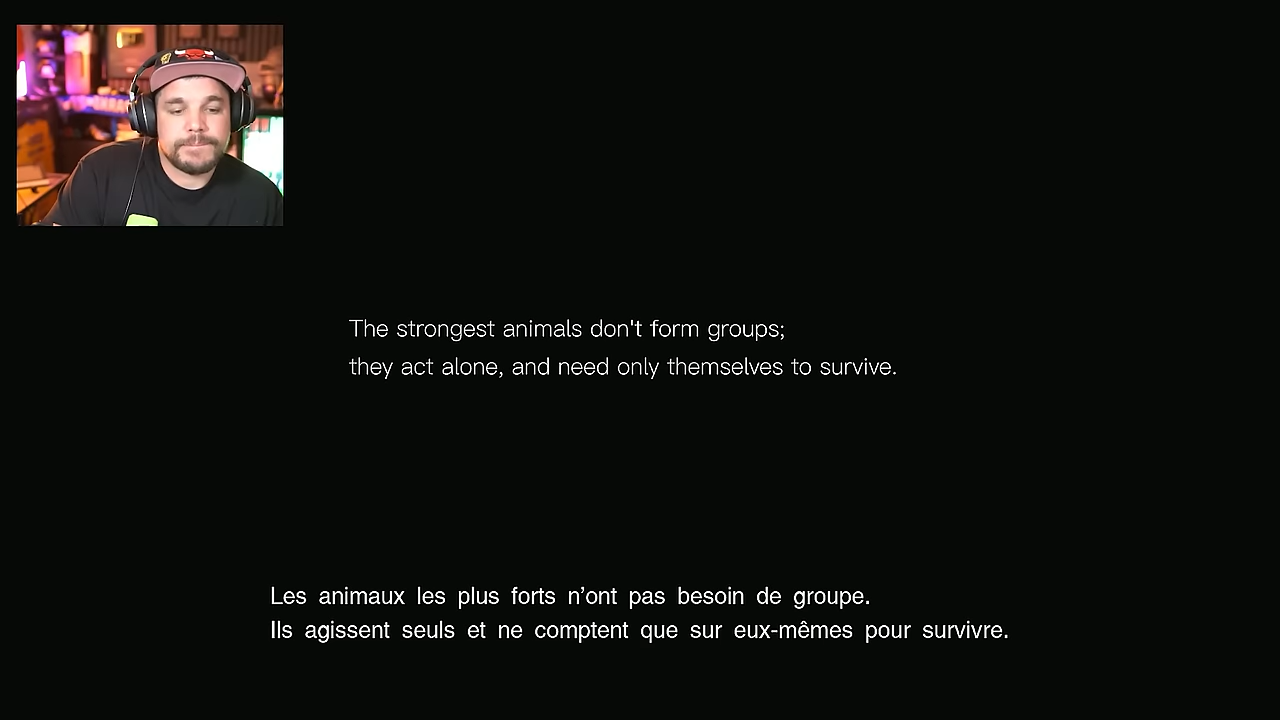 The strongest animals don't form groups;
they act alone, and need only themselves to survive.
Les animaux les plus forts n’ont pas besoin de groupe.
Ils agissent seuls et ne comptent que sur eux-mêmes pour survivre.